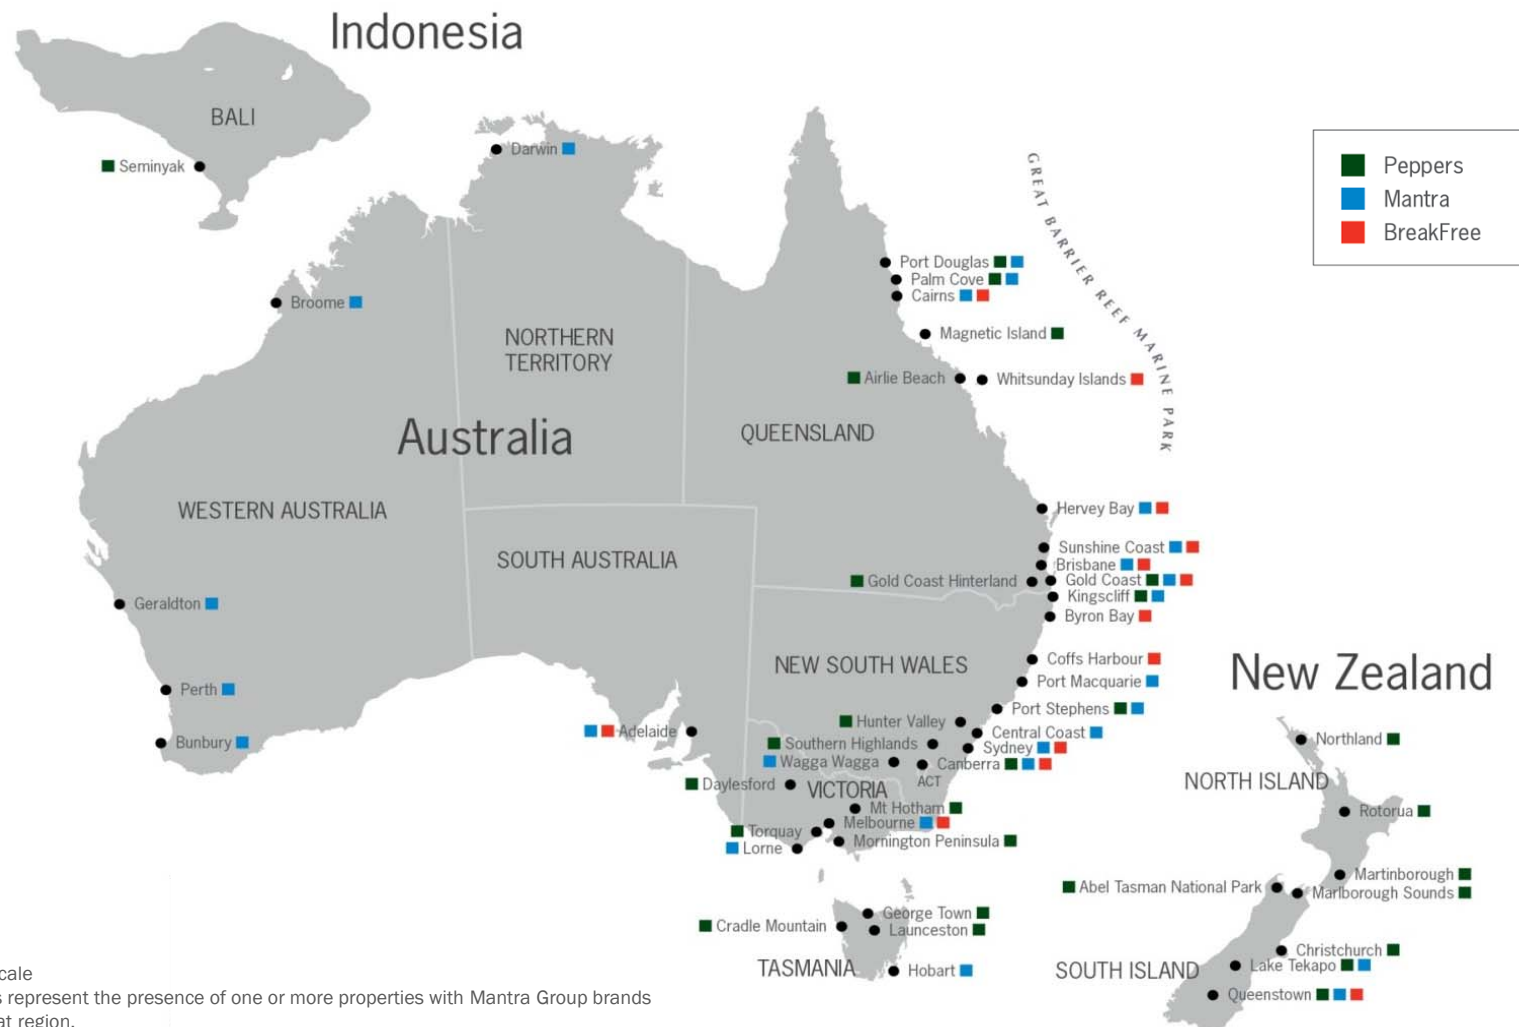 Indonesia
BALI
Seminyak
Darwin
Broome
NORTHERN
TERRITORY
Australia
WESTERN AUSTRALIA
SOUTH AUSTRALIA
QUEENSLAND
GREAT BARRIER REEF MARINE PARK
Peppers
Mantra
BreakFree
Port Douglas
Palm Cove
Cairns
Magnetic Island
Airlie Beach
Whitsunday Islands
Hervey Bay
Sunshine Coast
Brisbane
Gold Coast Hinterland
Gold Coast
Kingscliff
Byron Bay
Geraldton
Perth
Bunbury
NEW SOUTH WALES
Coffs Harbour
Port Macquarie
Port Stephens
Hunter Valley
Central Coast
Adelaide
Southern Highlands
Sydney
Wagga Wagga
Canberra
ACT
Daylesford
VICTORIA
Mt Hotham
Melbourne
Torquay
Mornington Peninsula
Lorne
George Town
Cradle Mountain
Launceston
TASMANIA
Hobart
New Zealand
Northland
NORTH ISLAND
Rotorua
Martinborough
Abel Tasman National Park
Marlborough Sounds
Christchurch
SOUTH ISLAND
Lake Tekapo
Queenstown
represent the presence of one or more properties with Mantra Group brands
region.